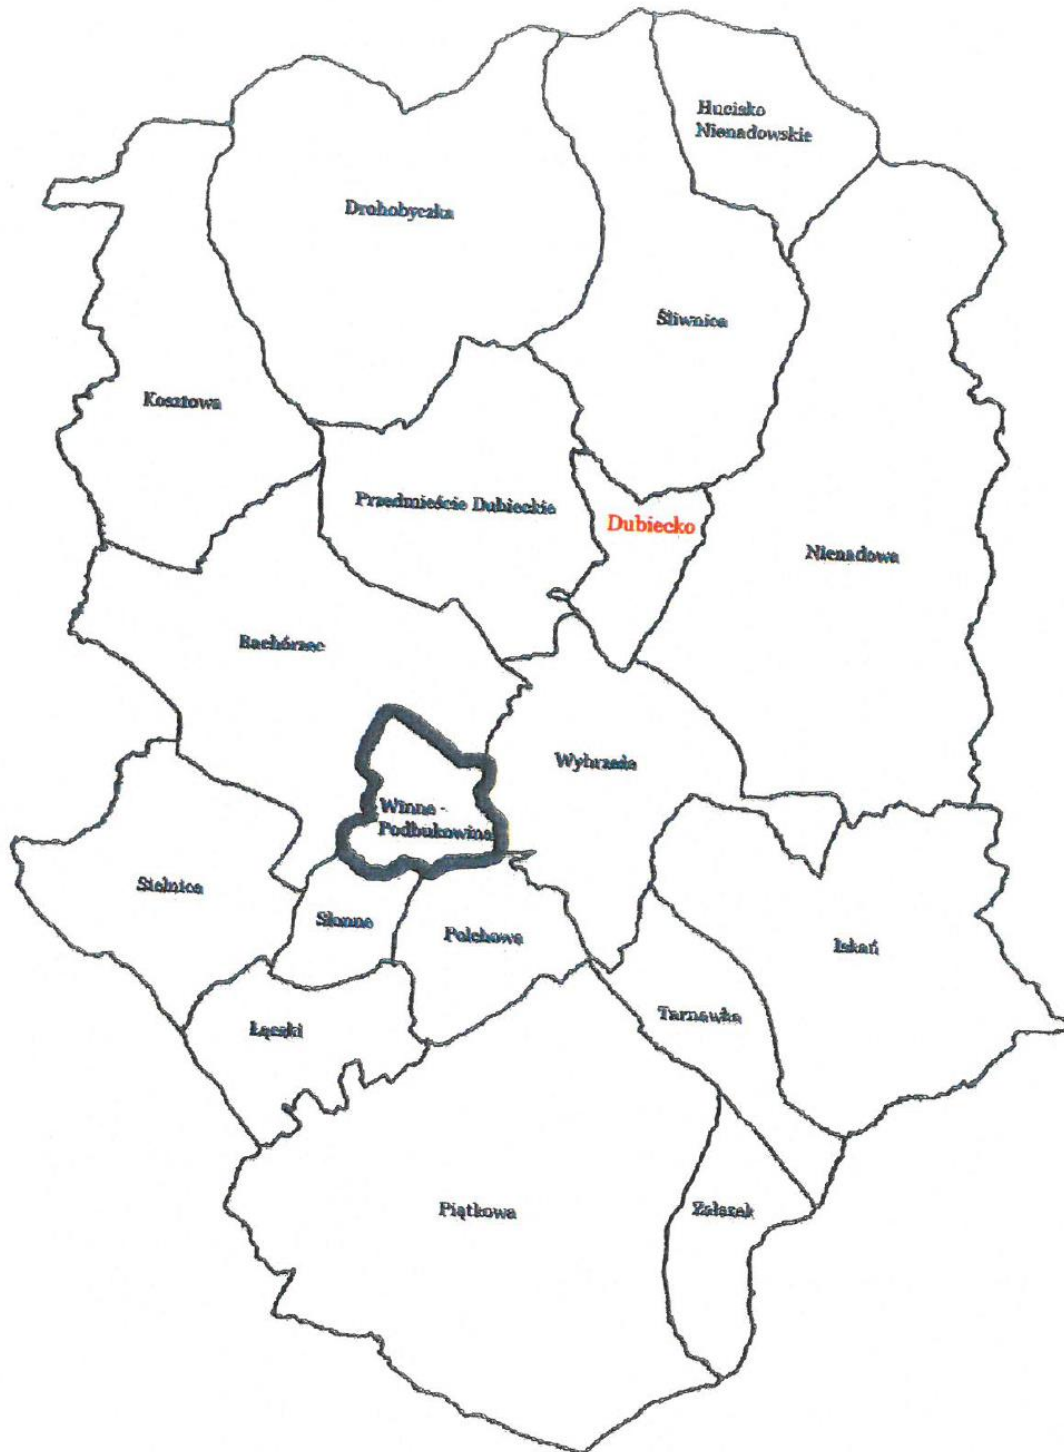 Hucisko
Nienadowskie
Drohobyczka
Śliwnica
Kosztowa
Przedmieście Dubieckie
Dubiecko
Nienadowa
Bachórzec
Wybrzeże
Winne -
Podbukowina
Sielnica
Słonne
Polchowa
Iskań
Tarnawka
Łączki
Piątkowa
Załazek